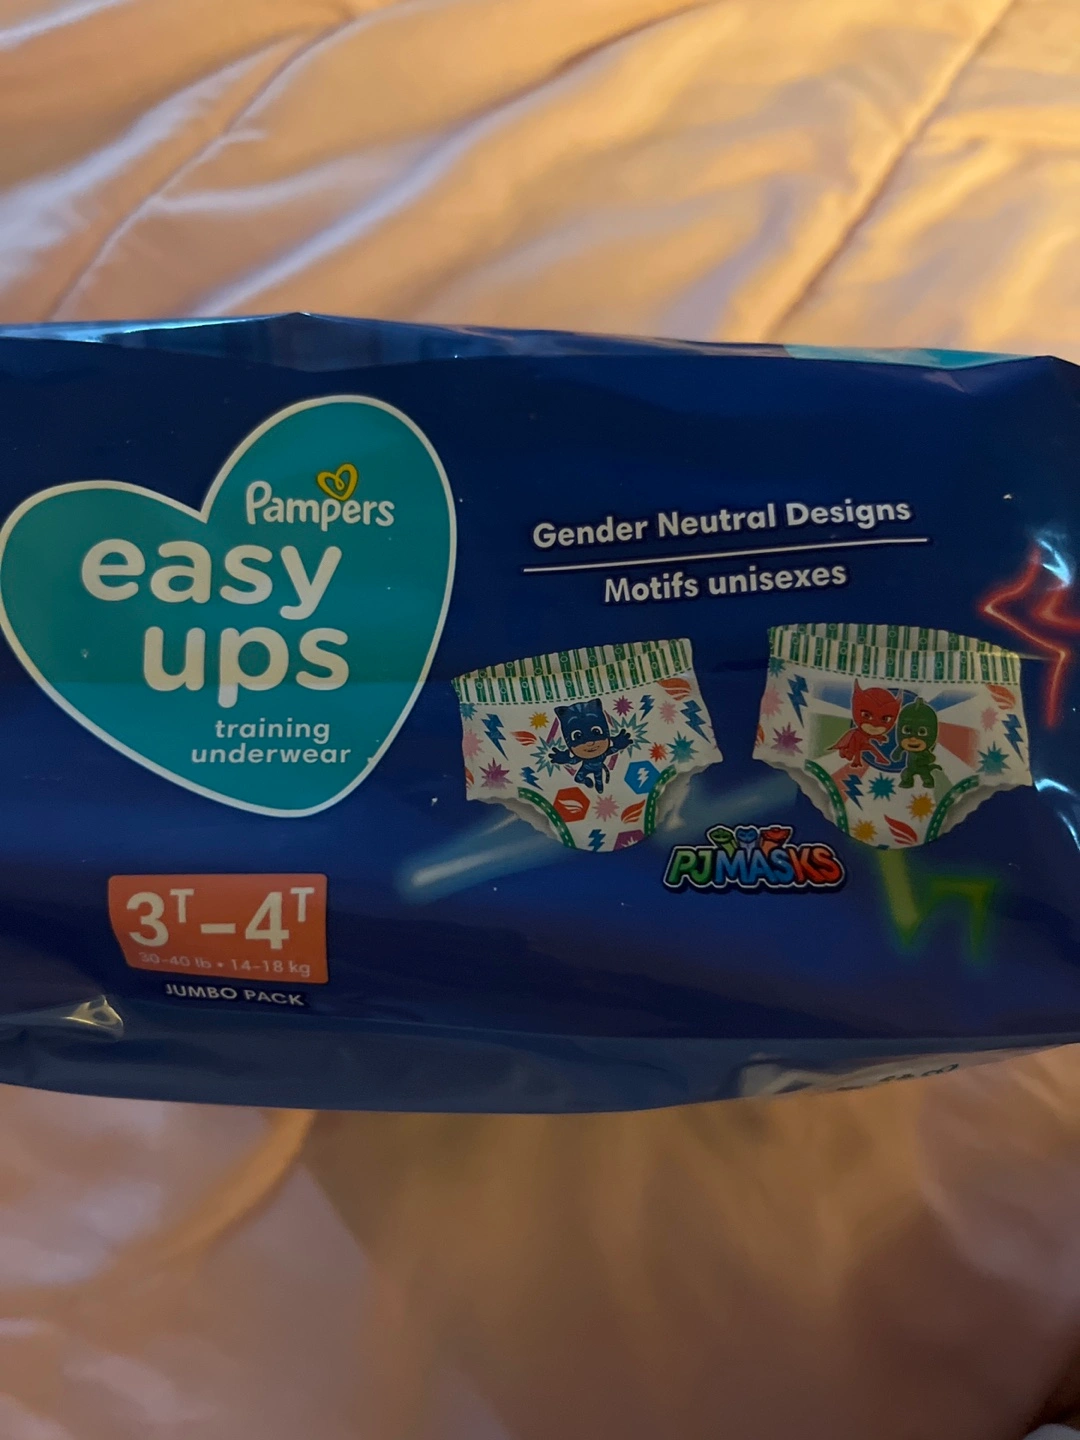 Pampers
easy
ups
training
underwear
Gender Neutral Designs
Motifs unisexes
PJMASKS
3T-4T
30-40 lb • 14-18 kg
JUMBO PACK